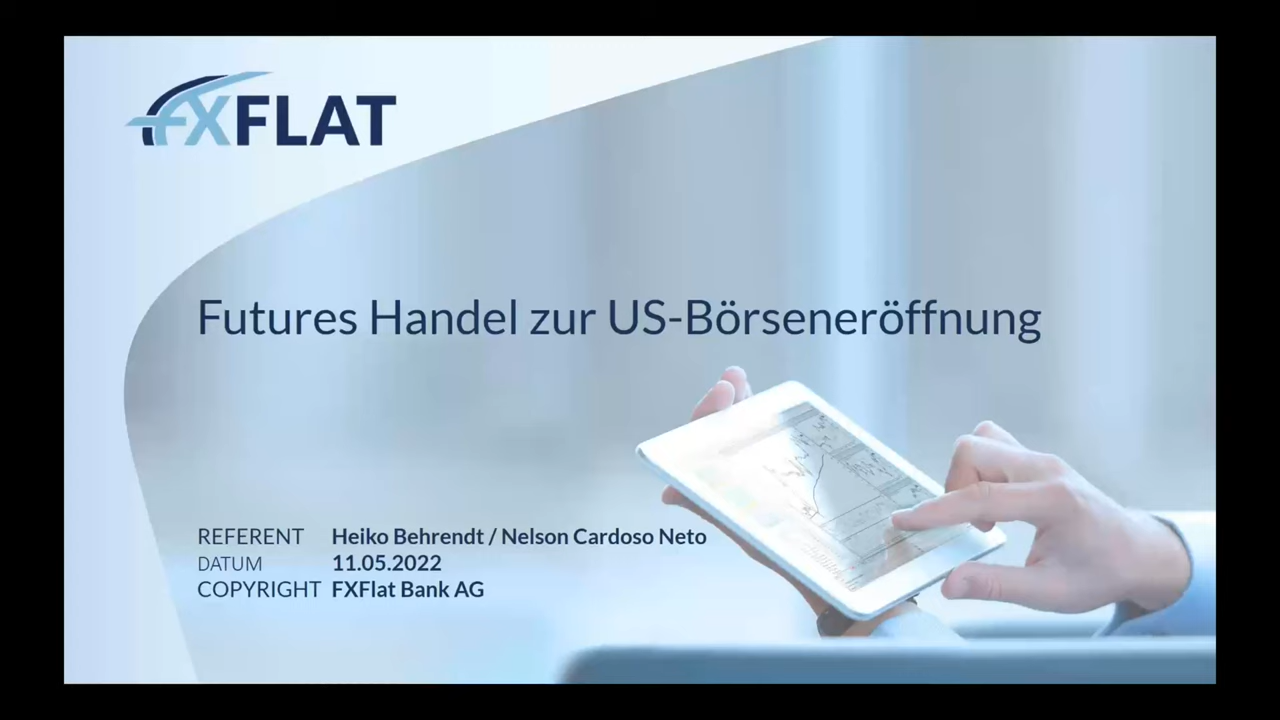 FXFLAT
Futures Handel zur US-Börseneröffnung
REFERENT Heiko Behrendt / Nelson Cardoso Neto
DATUM 11.05.2022
COPYRIGHT FXFlat Bank AG